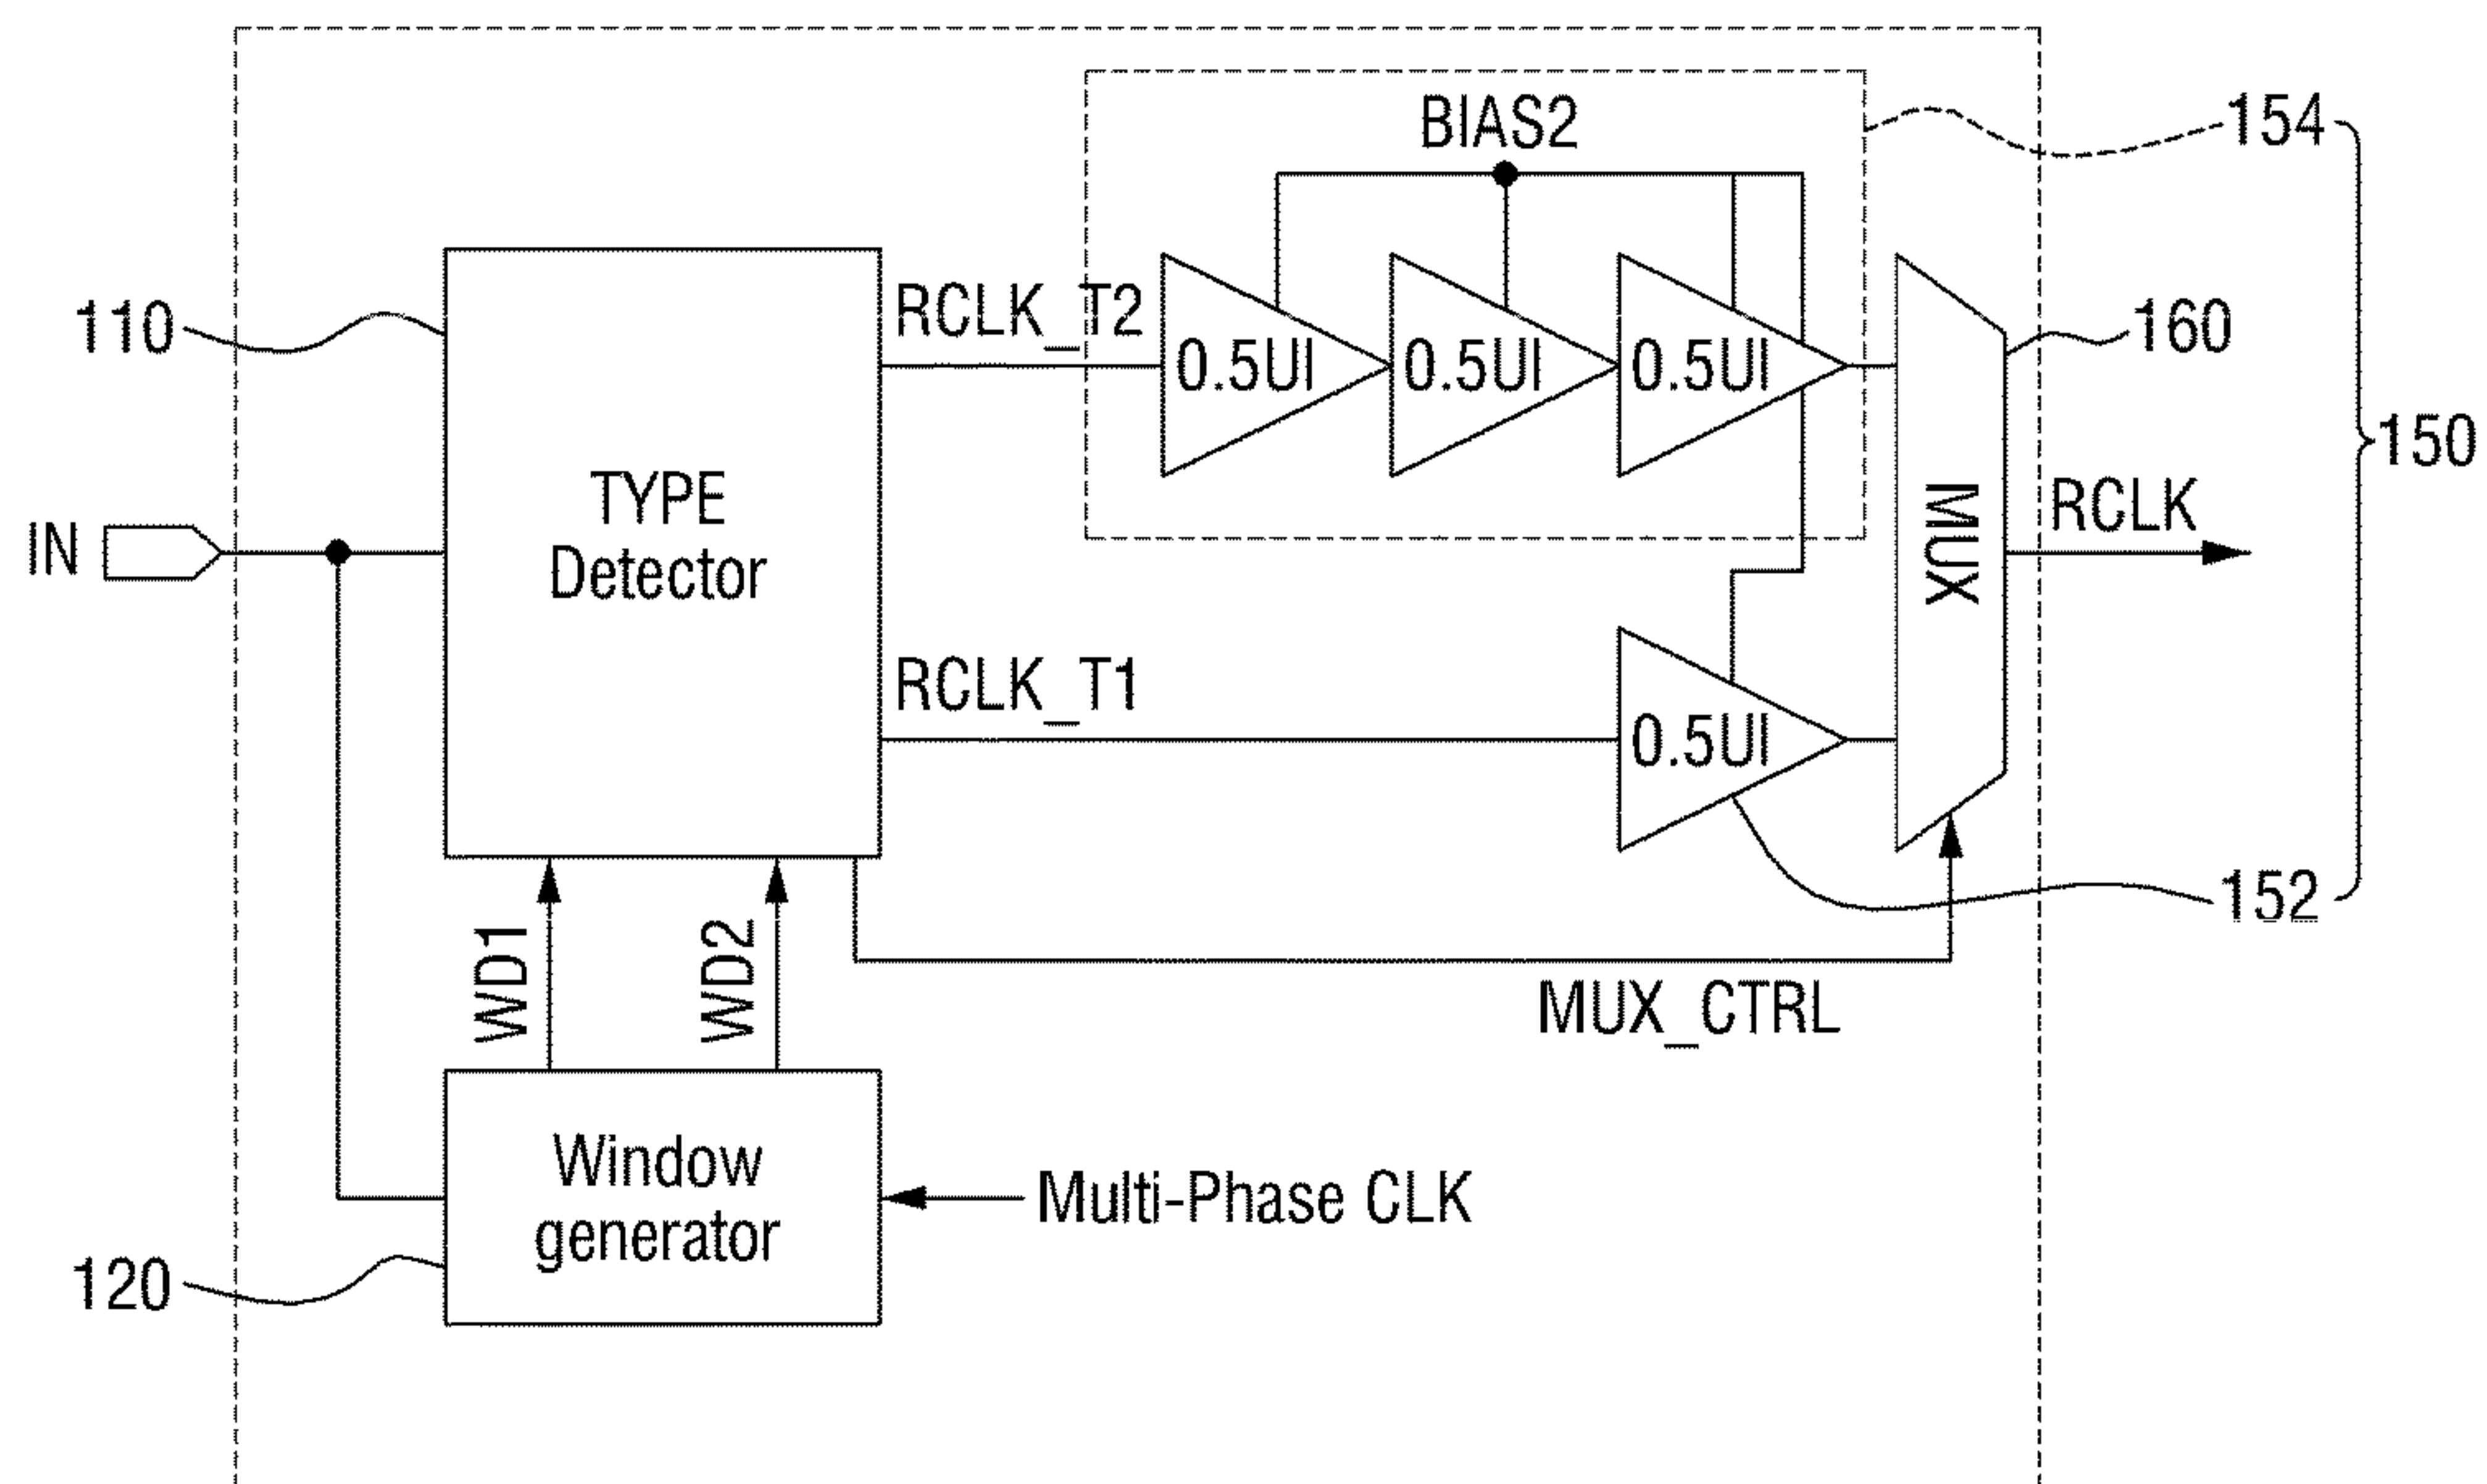 BIAS2
154
110
RCLK_T2
160
0.5UI
0.5UI
0.5UI
150
IN
TYPE
Detector
MUX
RCLK
RCLK_T1
0.5UI
152
WD1
WD2
MUX_CTRL
Window
generator
Multi-Phase CLK
120